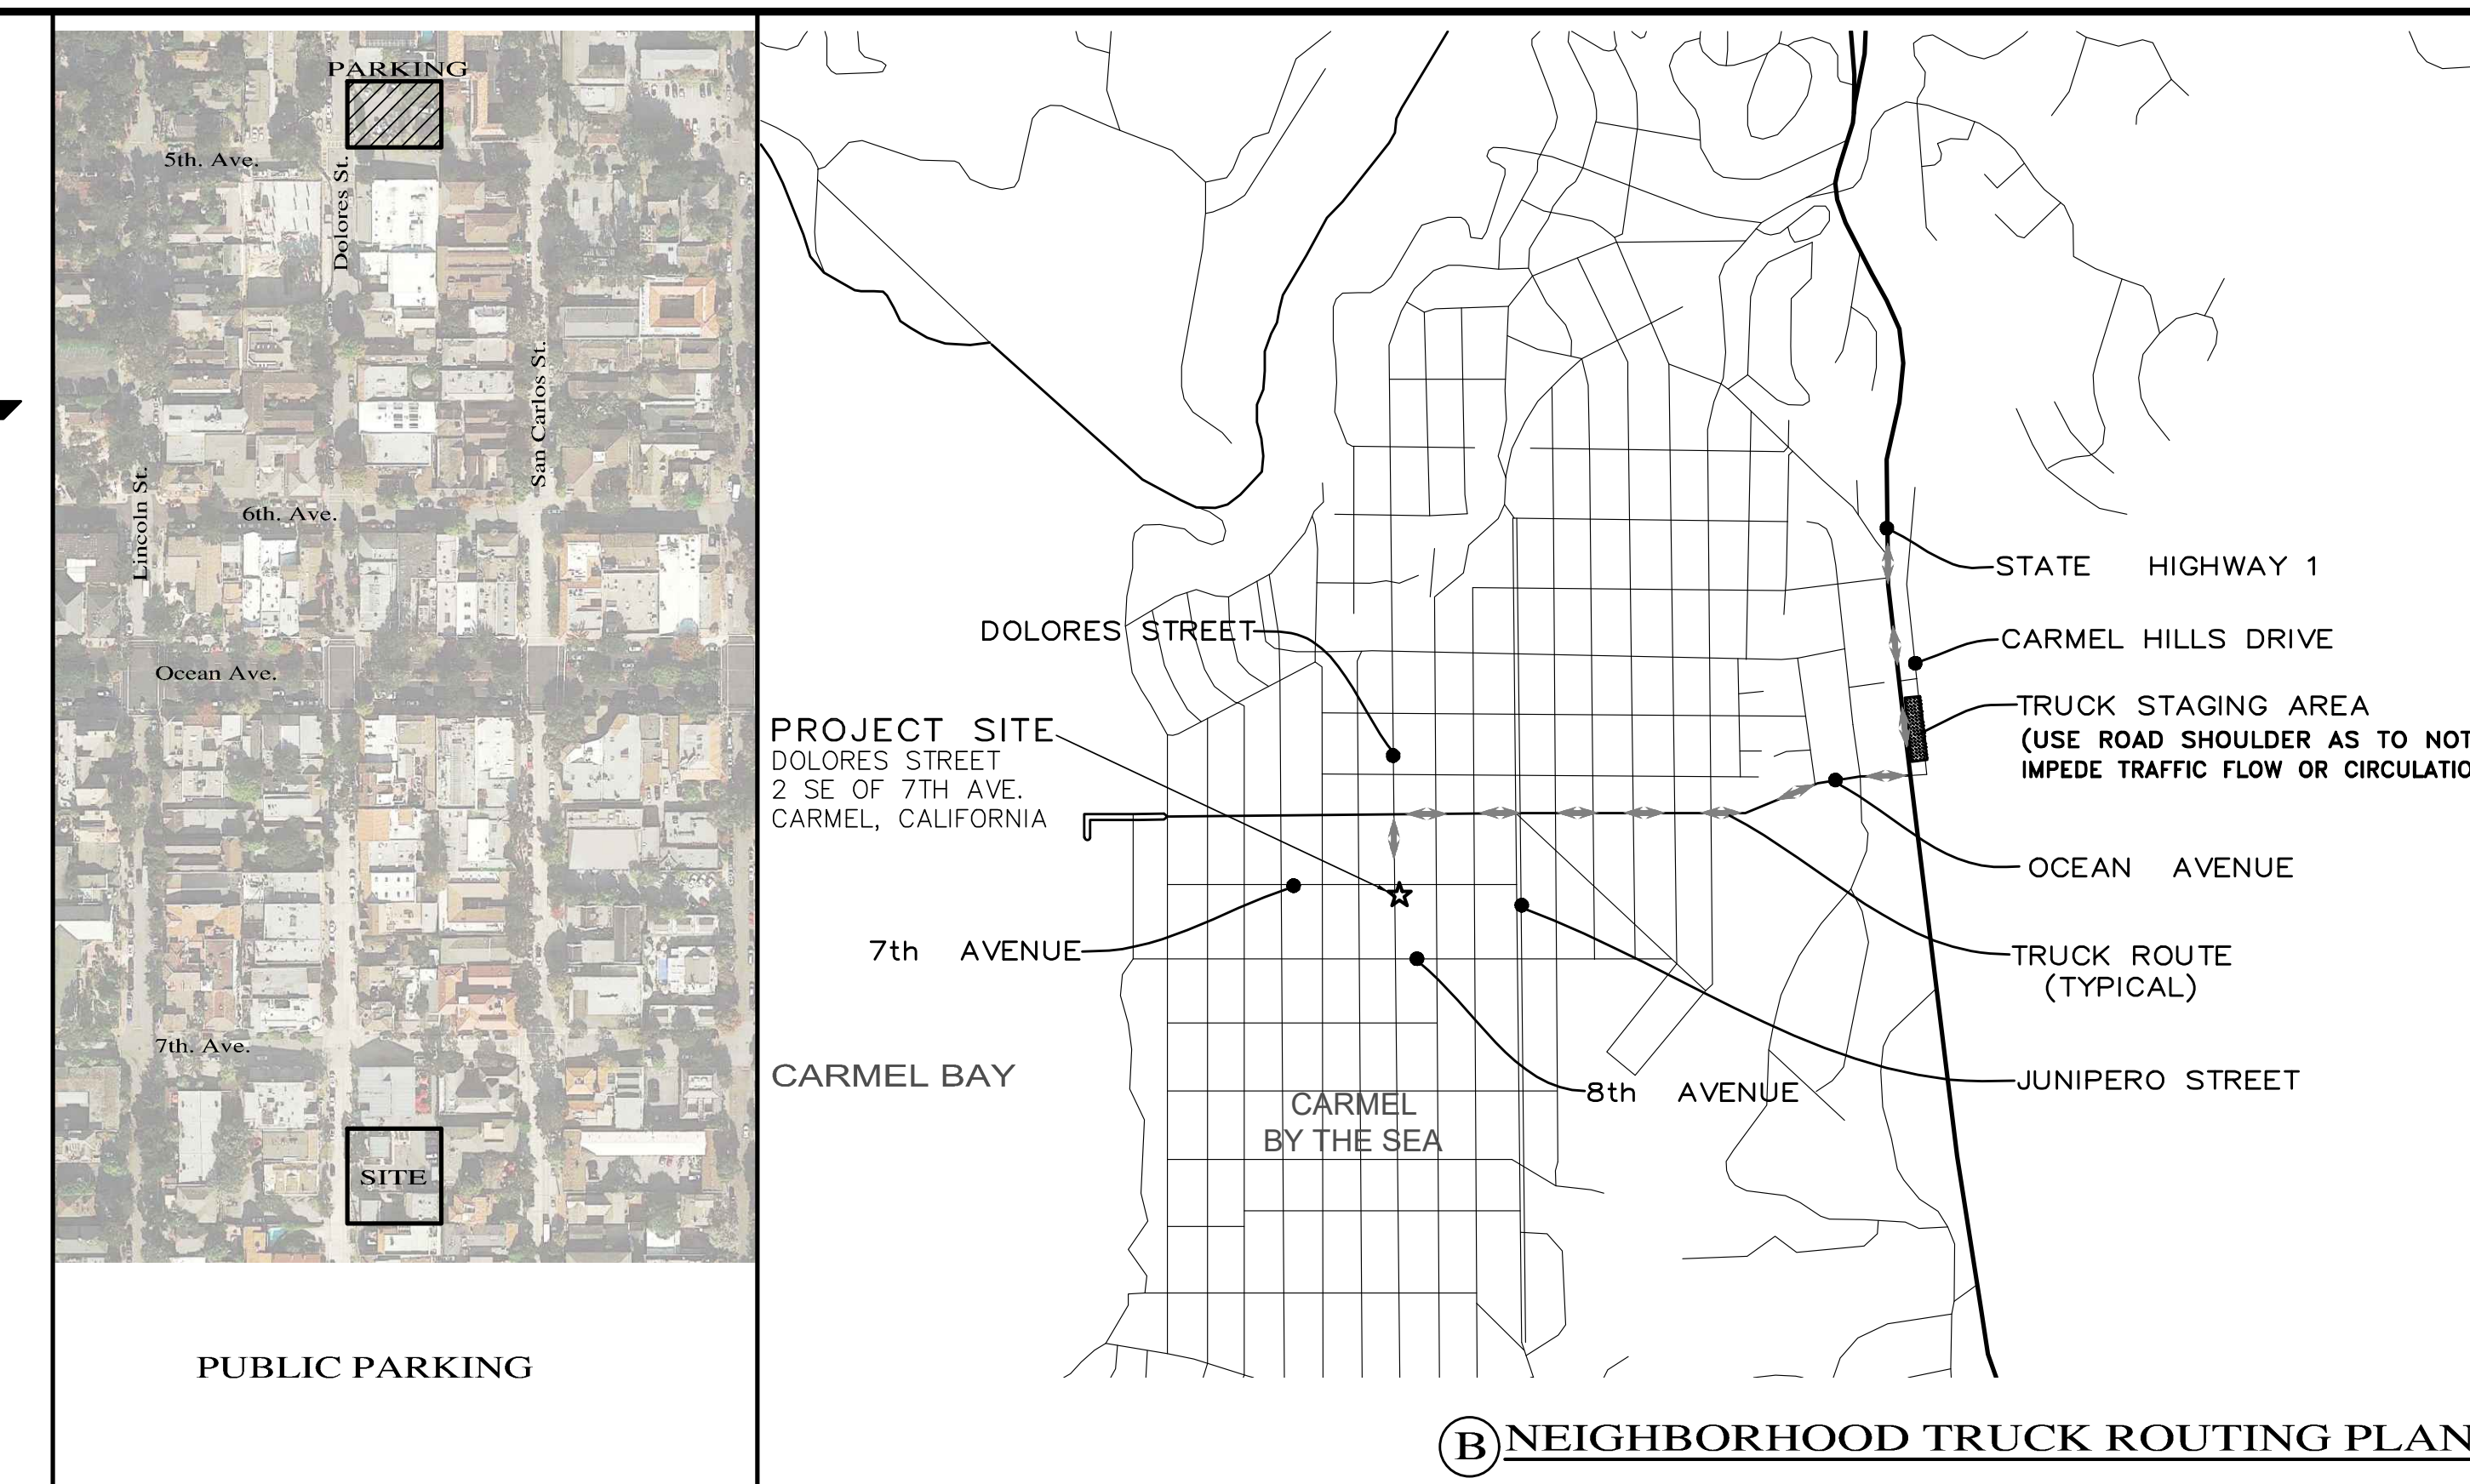 PARKING
5th. Ave.
Dolores St.
San Carlos St.
Lincoln St.
6th. Ave.
Ocean Ave.
7th. Ave.
SITE
PUBLIC PARKING
STATE HIGHWAY 1
DOLORES STREET
CARMEL HILLS DRIVE
TRUCK STAGING AREA
(USE ROAD SHOULDER AS TO NOT
IMPEDE TRAFFIC FLOW OR CIRCULATIO
PROJECT SITE
DOLORES STREET
2 SE OF 7TH AVE.
CARMEL, CALIFORNIA
OCEAN AVENUE
7th AVENUE
TRUCK ROUTE
(TYPICAL)
CARMEL BAY
JUNIPERO STREET
8th AVENUE
CARMEL
BY THE SEA
B NEIGHBORHOOD TRUCK ROUTING PLAN